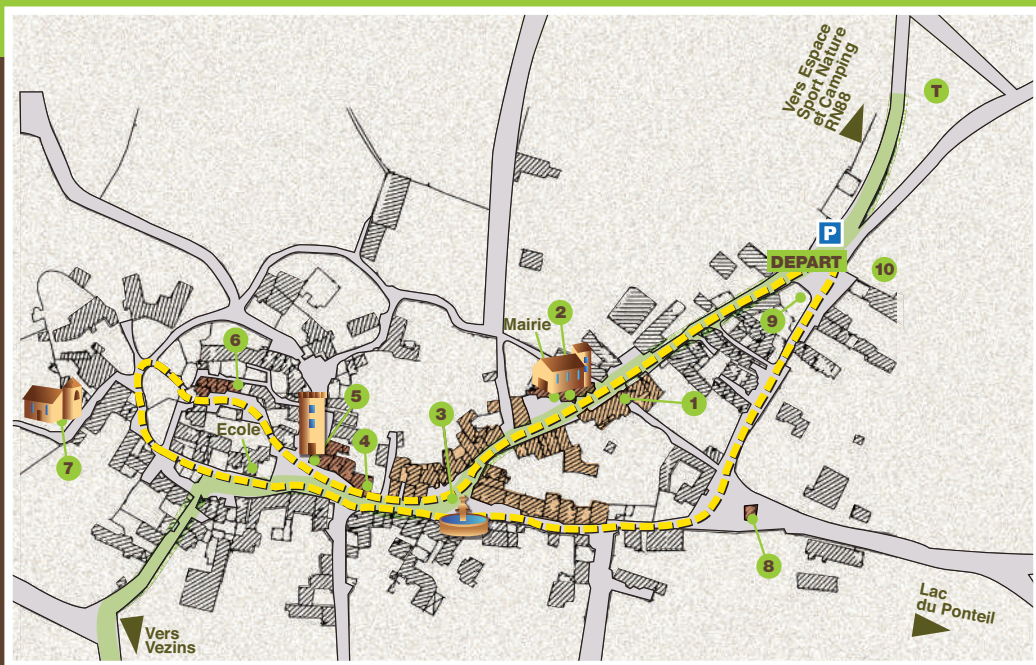 Vers Espace
Sport Nature
et Camping
RN88
T
P
DEPART
10
9
2
Mairie
1
6
5
3
4
Ecole
7
8
Lac
du Ponteil
Vers
Vezins